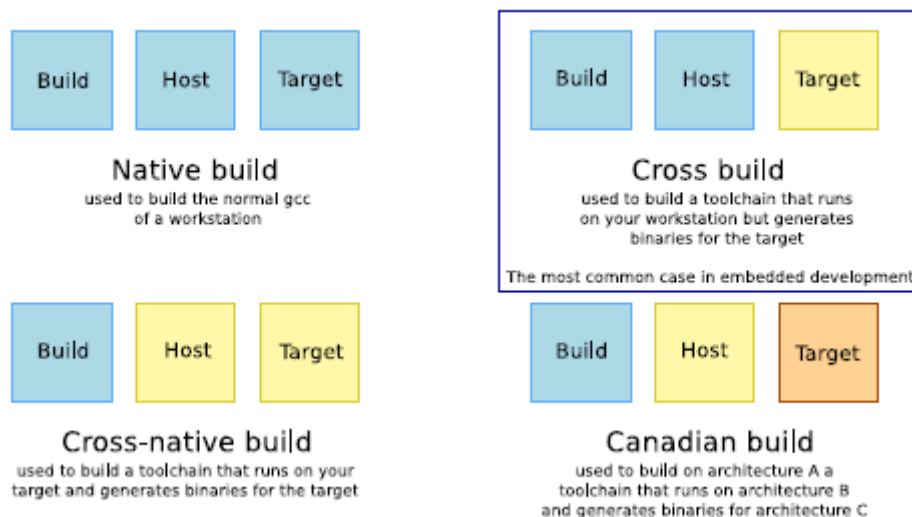 Build Host Target
Native build
used to build the normal gcc
of a workstation
Build Host Target
Cross build
used to build a toolchain that runs
on your workstation but generates
binaries for the target
The most common case in embedded development
Build Host Target
Cross-native build
used to build a toolchain that runs on your
target and generates binaries for the target
Build Host Target
Canadian build
used to build on architecture A a
toolchain that runs on architecture B
and generates binaries for architecture C